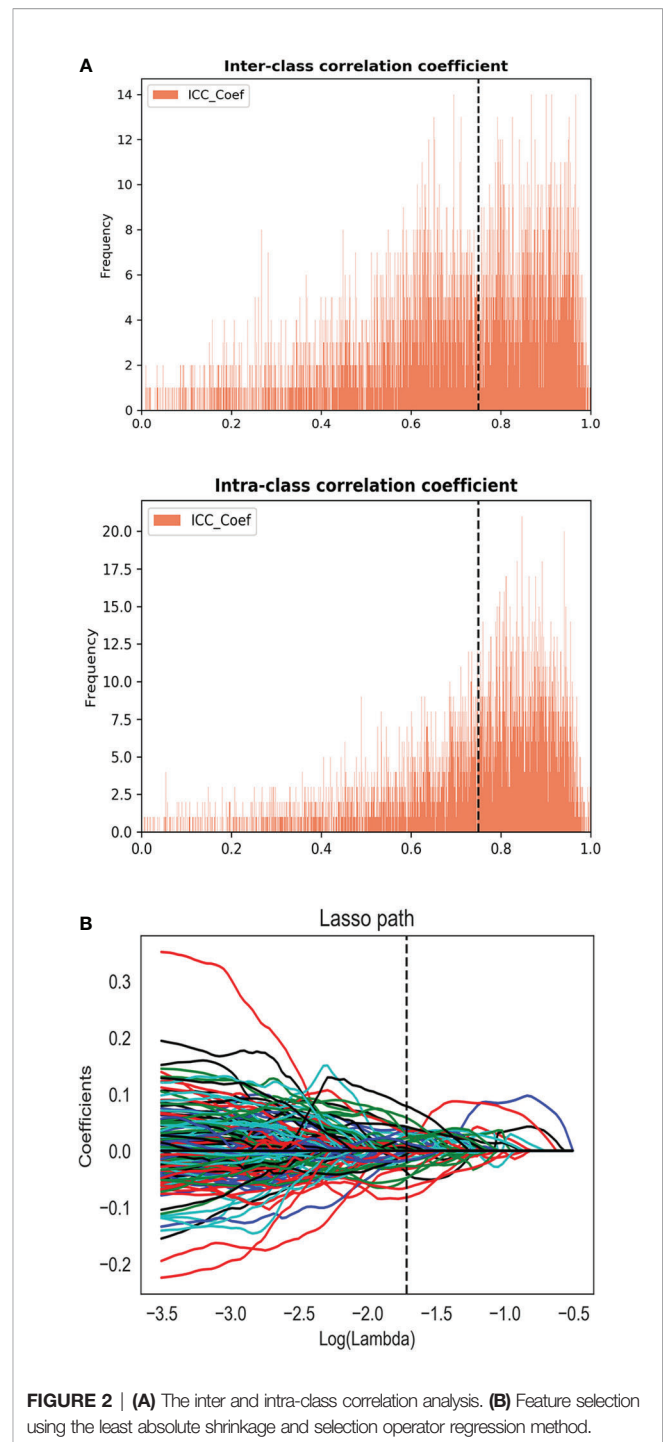 A
Inter-class correlation coefficient
ICC_Coef
Frequency
14
12
10
8
6
4
2
0
0.0 0.2 0.4 0.6 0.8 1.0
Intra-class correlation coefficient
ICC_Coef
Frequency
20.0
17.5
15.0
12.5
10.0
7.5
5.0
2.5
0.0
0.0 0.2 0.4 0.6 0.8 1.0
B
Lasso path
Coefficients
0.3
0.2
0.1
0.0
−0.1
−0.2
−3.5 −3.0 −2.5 −2.0 −1.5 −1.0 −0.5
Log(Lambda)
FIGURE 2 | (A) The inter and intra-class correlation analysis. (B) Feature selection
using the least absolute shrinkage and selection operator regression method.